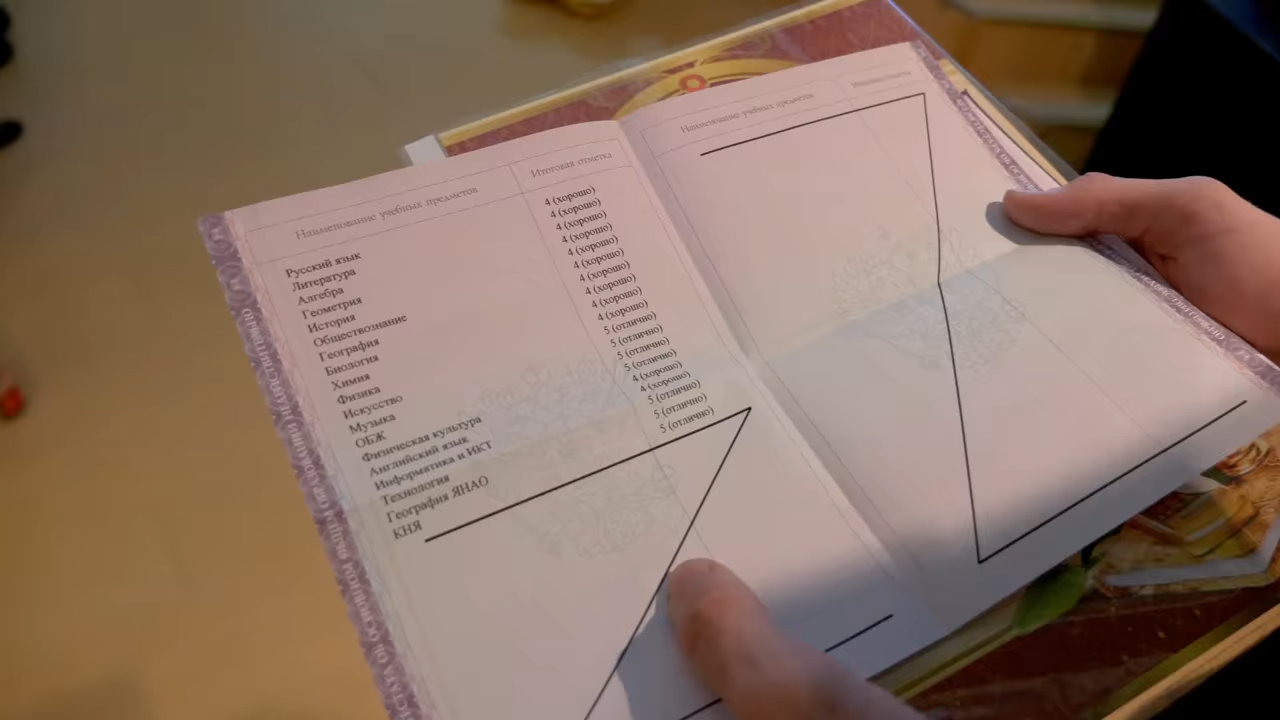 Наименование учебных предметов Итоговая отметка
Русский язык 4 (хорошо)
Литература 4 (хорошо)
Алгебра 4 (хорошо)
Геометрия 4 (хорошо)
История 4 (хорошо)
Обществознание 4 (хорошо)
География 4 (хорошо)
Биология 4 (хорошо)
Химия 4 (хорошо)
Физика 4 (хорошо)
Искусство 5 (отлично)
Музыка 5 (отлично)
ОБЖ 5 (отлично)
Физическая культура 5 (отлично)
Английский язык 4 (хорошо)
Информатика и ИКТ 4 (хорошо)
Технология 5 (отлично)
География ЯНАО 5 (отлично)
КНЯ 5 (отлично)
Наименование учебных предметов